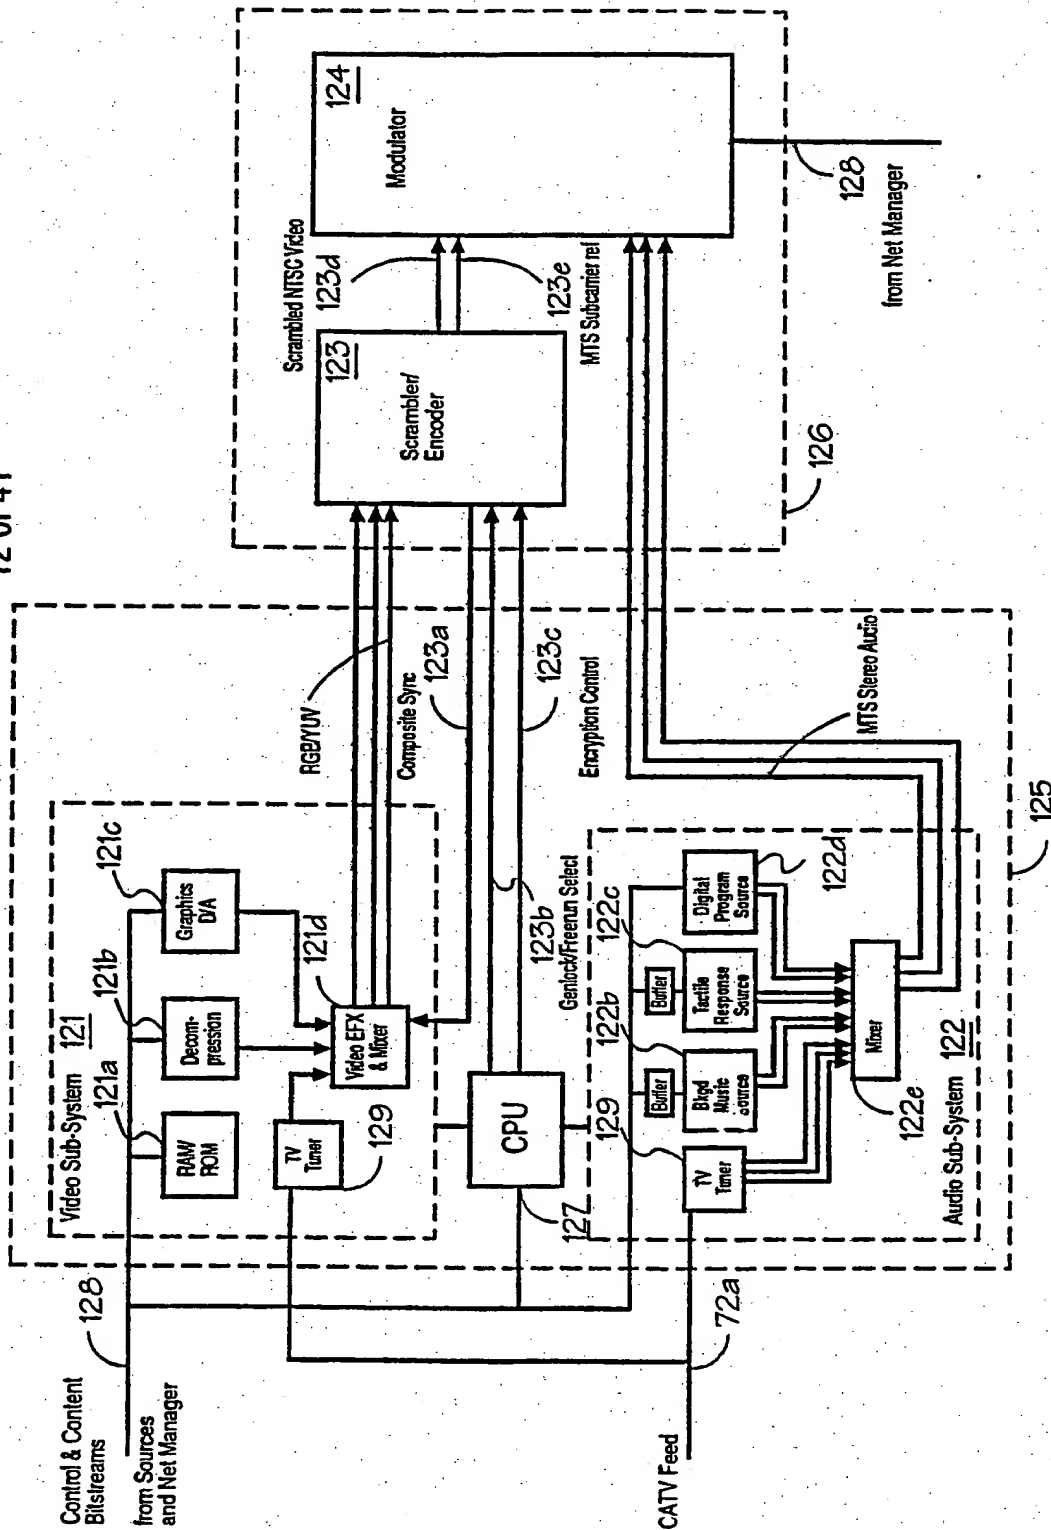 12 of 41
Control & Content
Bitstreams
128
from Sources
and Net Manager
CATV Feed
72a
Video Sub-System
121
121a
121b
121c
RAM/
ROM
Decom-
pression
Graphics
D/A
TV
Tuner
129
Video EFX
& Mixer
121d
CPU
127
RGB/YUV
Composite Sync
123a
123b
123c
Genlock/Freerun Select
Encryption Control
129
122b
122c
122d
TV
Tuner
Buffer
Bkgd
Music
Source
Buffer
Tactile
Response
Source
Digital
Program
Source
Mixer
122e
Audio Sub-System
122
MTS Stereo Audio
125
Scrambler/
Encoder
123
Scrambled NTSC Video
123d
123e
MTS Subcarrier ref
Modulator
124
126
128
from Net Manager